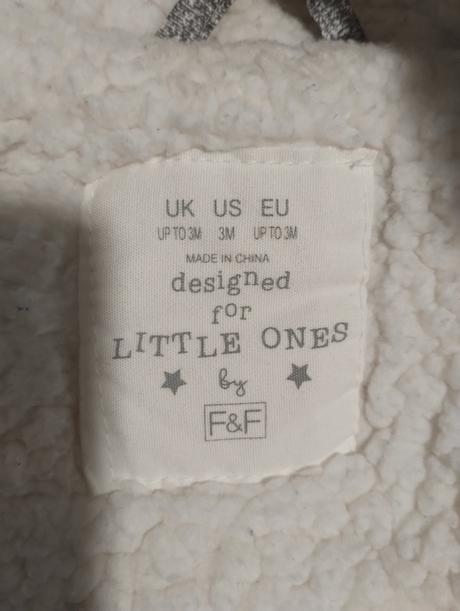 UK US EU
UP TO 3M 3M UP TO 3M
MADE IN CHINA
designed
for
LITTLE ONES
by
F&F